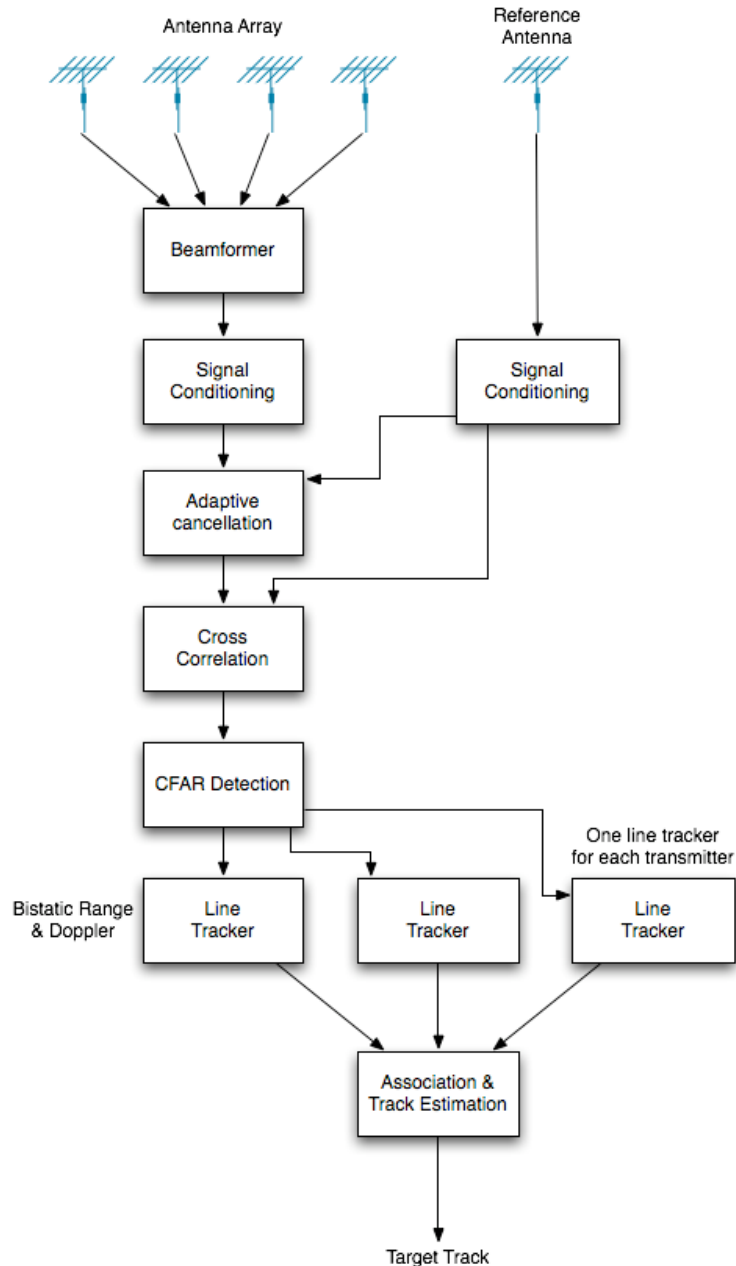 Antenna Array
Reference
Antenna
Beamformer
Signal
Conditioning
Signal
Conditioning
Adaptive
cancellation
Cross
Correlation
CFAR Detection
One line tracker
for each transmitter
Bistatic Range
& Doppler
Line
Tracker
Line
Tracker
Line
Tracker
Association &
Track Estimation
Target Track